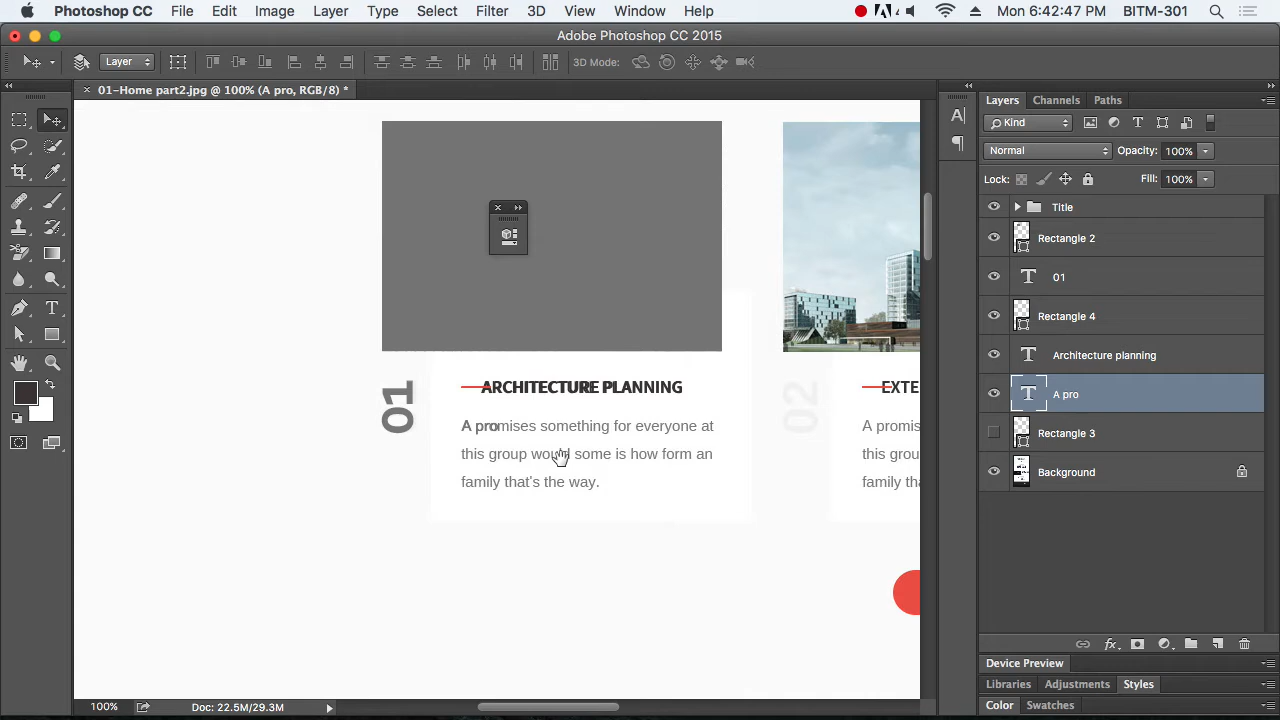 Photoshop CC File Edit Image Layer Type Select Filter 3D View Window Help Mon 6:42:47 PM BITM-301
Adobe Photoshop CC 2015
Layer 3D Mode:
01-Home part2.jpg @ 100% (A pro, RGB/8) *
Layers Channels Paths
Kind
Normal Opacity: 100%
Lock: Fill: 100%
Title
Rectangle 2
01
Rectangle 4
Architecture planning
A pro
Rectangle 3
Background
01
ARCHITECTURE PLANNING
A promises something for everyone at
this group would some is how form an
family that's the way.
02
EXTE
A promis
this grou
family tha
Device Preview
Libraries Adjustments Styles
Color Swatches
100% Doc: 22.5M/29.3M